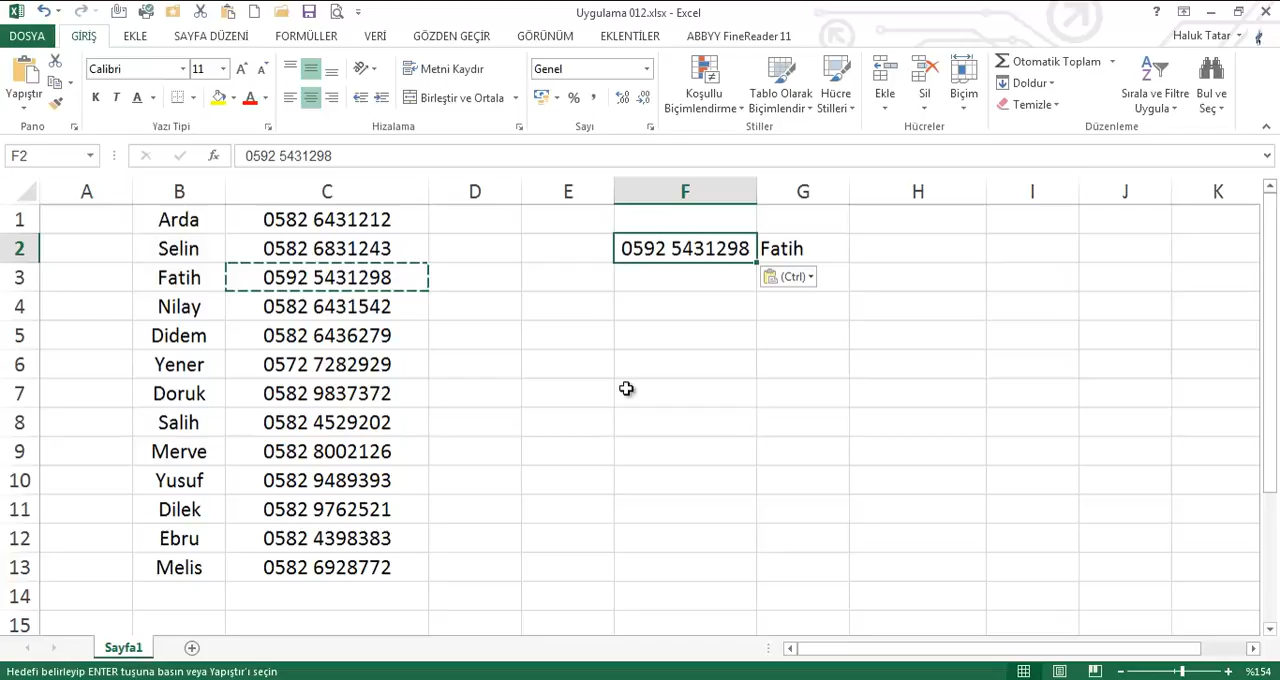 Uygulama 012.xlsx - Excel
DOSYA GİRİŞ EKLE SAYFA DÜZENİ FORMÜLLER VERİ GÖZDEN GEÇİR GÖRÜNÜM EKLENTİLER ABBYY FineReader 11 Haluk Tatar
Yapıştır Calibri 11 Metni Kaydır Genel Koşullu Biçimlendirme Tablo Olarak Biçimlendir Hücre Stilleri Ekle Sil Biçim Otomatik Toplam Doldur Temizle Sırala ve Filtre Uygula Bul ve Seç
K T A Birleştir ve Ortala %
Pano Yazı Tipi Hizalama Sayı Stiller Hücreler Düzenleme
F2 fx 0592 5431298
A B C D E F G H I J K
1 Arda 0582 6431212
2 Selin 0582 6831243 0592 5431298 Fatih
3 Fatih 0592 5431298 (Ctrl)
4 Nilay 0582 6431542
5 Didem 0582 6436279
6 Yener 0572 7282929
7 Doruk 0582 9837372
8 Salih 0582 4529202
9 Merve 0582 8002126
10 Yusuf 0582 9489393
11 Dilek 0582 9762521
12 Ebru 0582 4398383
13 Melis 0582 6928772
14
15
Sayfa1
Hedefi belirleyip ENTER tuşuna basın veya Yapıştır'ı seçin %154